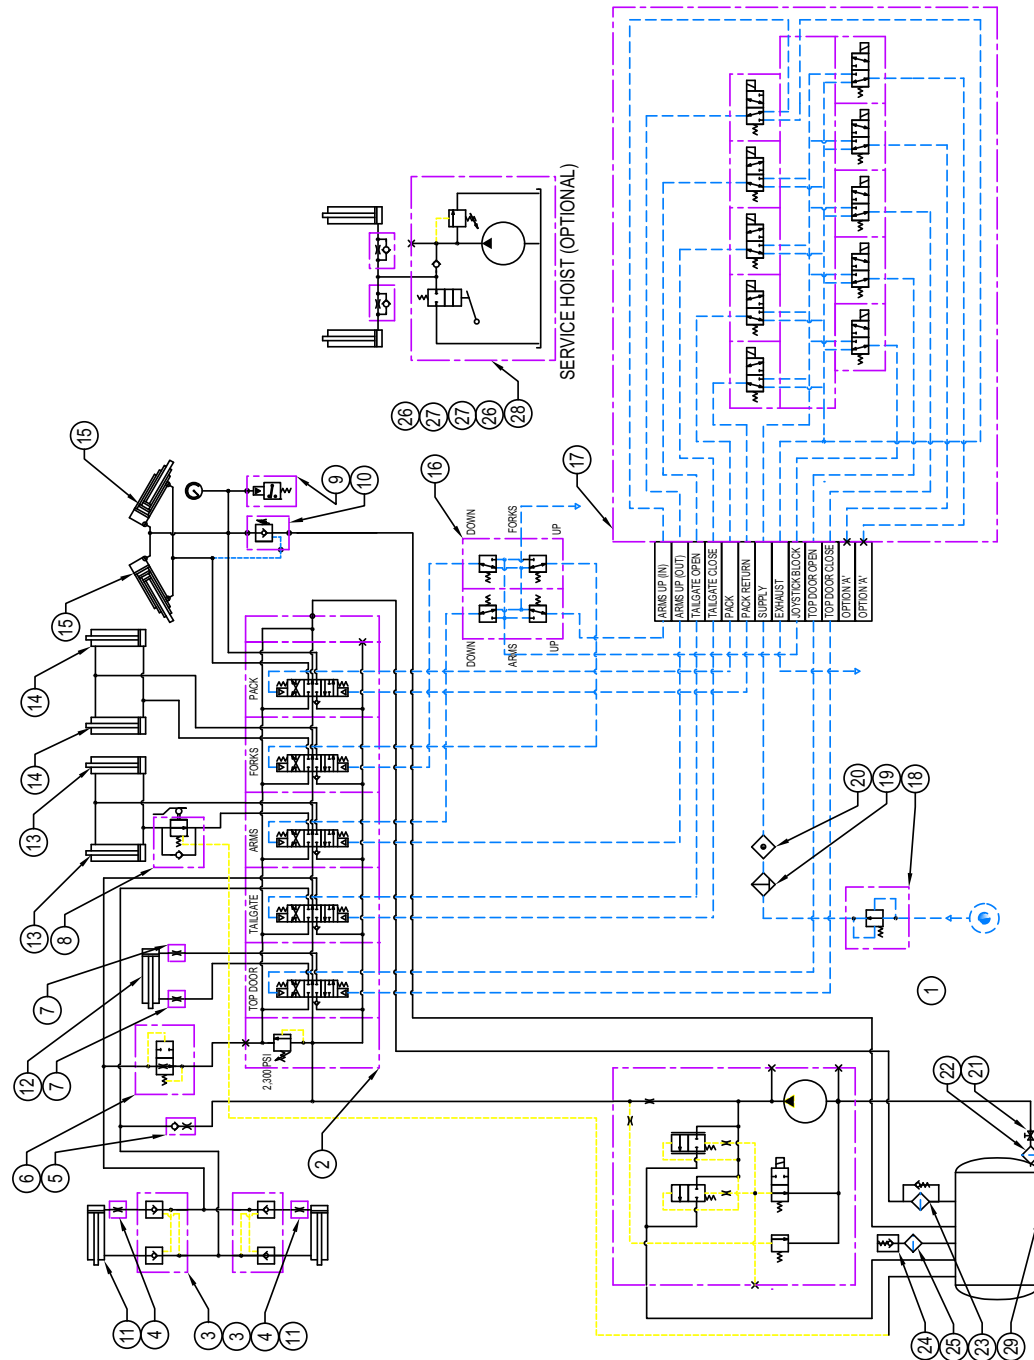 15
15
14
14
13
13
8
7
12
7
6
5
11
4
3
3
4
11
2
2,300 PSI
TOP DOOR
TAILGATE
ARMS
FORKS
PACK
9
10
SERVICE HOIST (OPTIONAL)
26
27
27
26
28
16
DOWN
FORKS
UP
DOWN
ARMS
UP
17
ARMS UP (IN)
ARMS UP (OUT)
TAILGATE OPEN
TAILGATE CLOSE
PACK
PACK RETURN
SUPPLY
EXHAUST
JOYSTICK BLOCK
TOP DOOR OPEN
TOP DOOR CLOSE
OPTION 'A'
OPTION 'A'
20
19
18
1
22
21
24
25
23
29